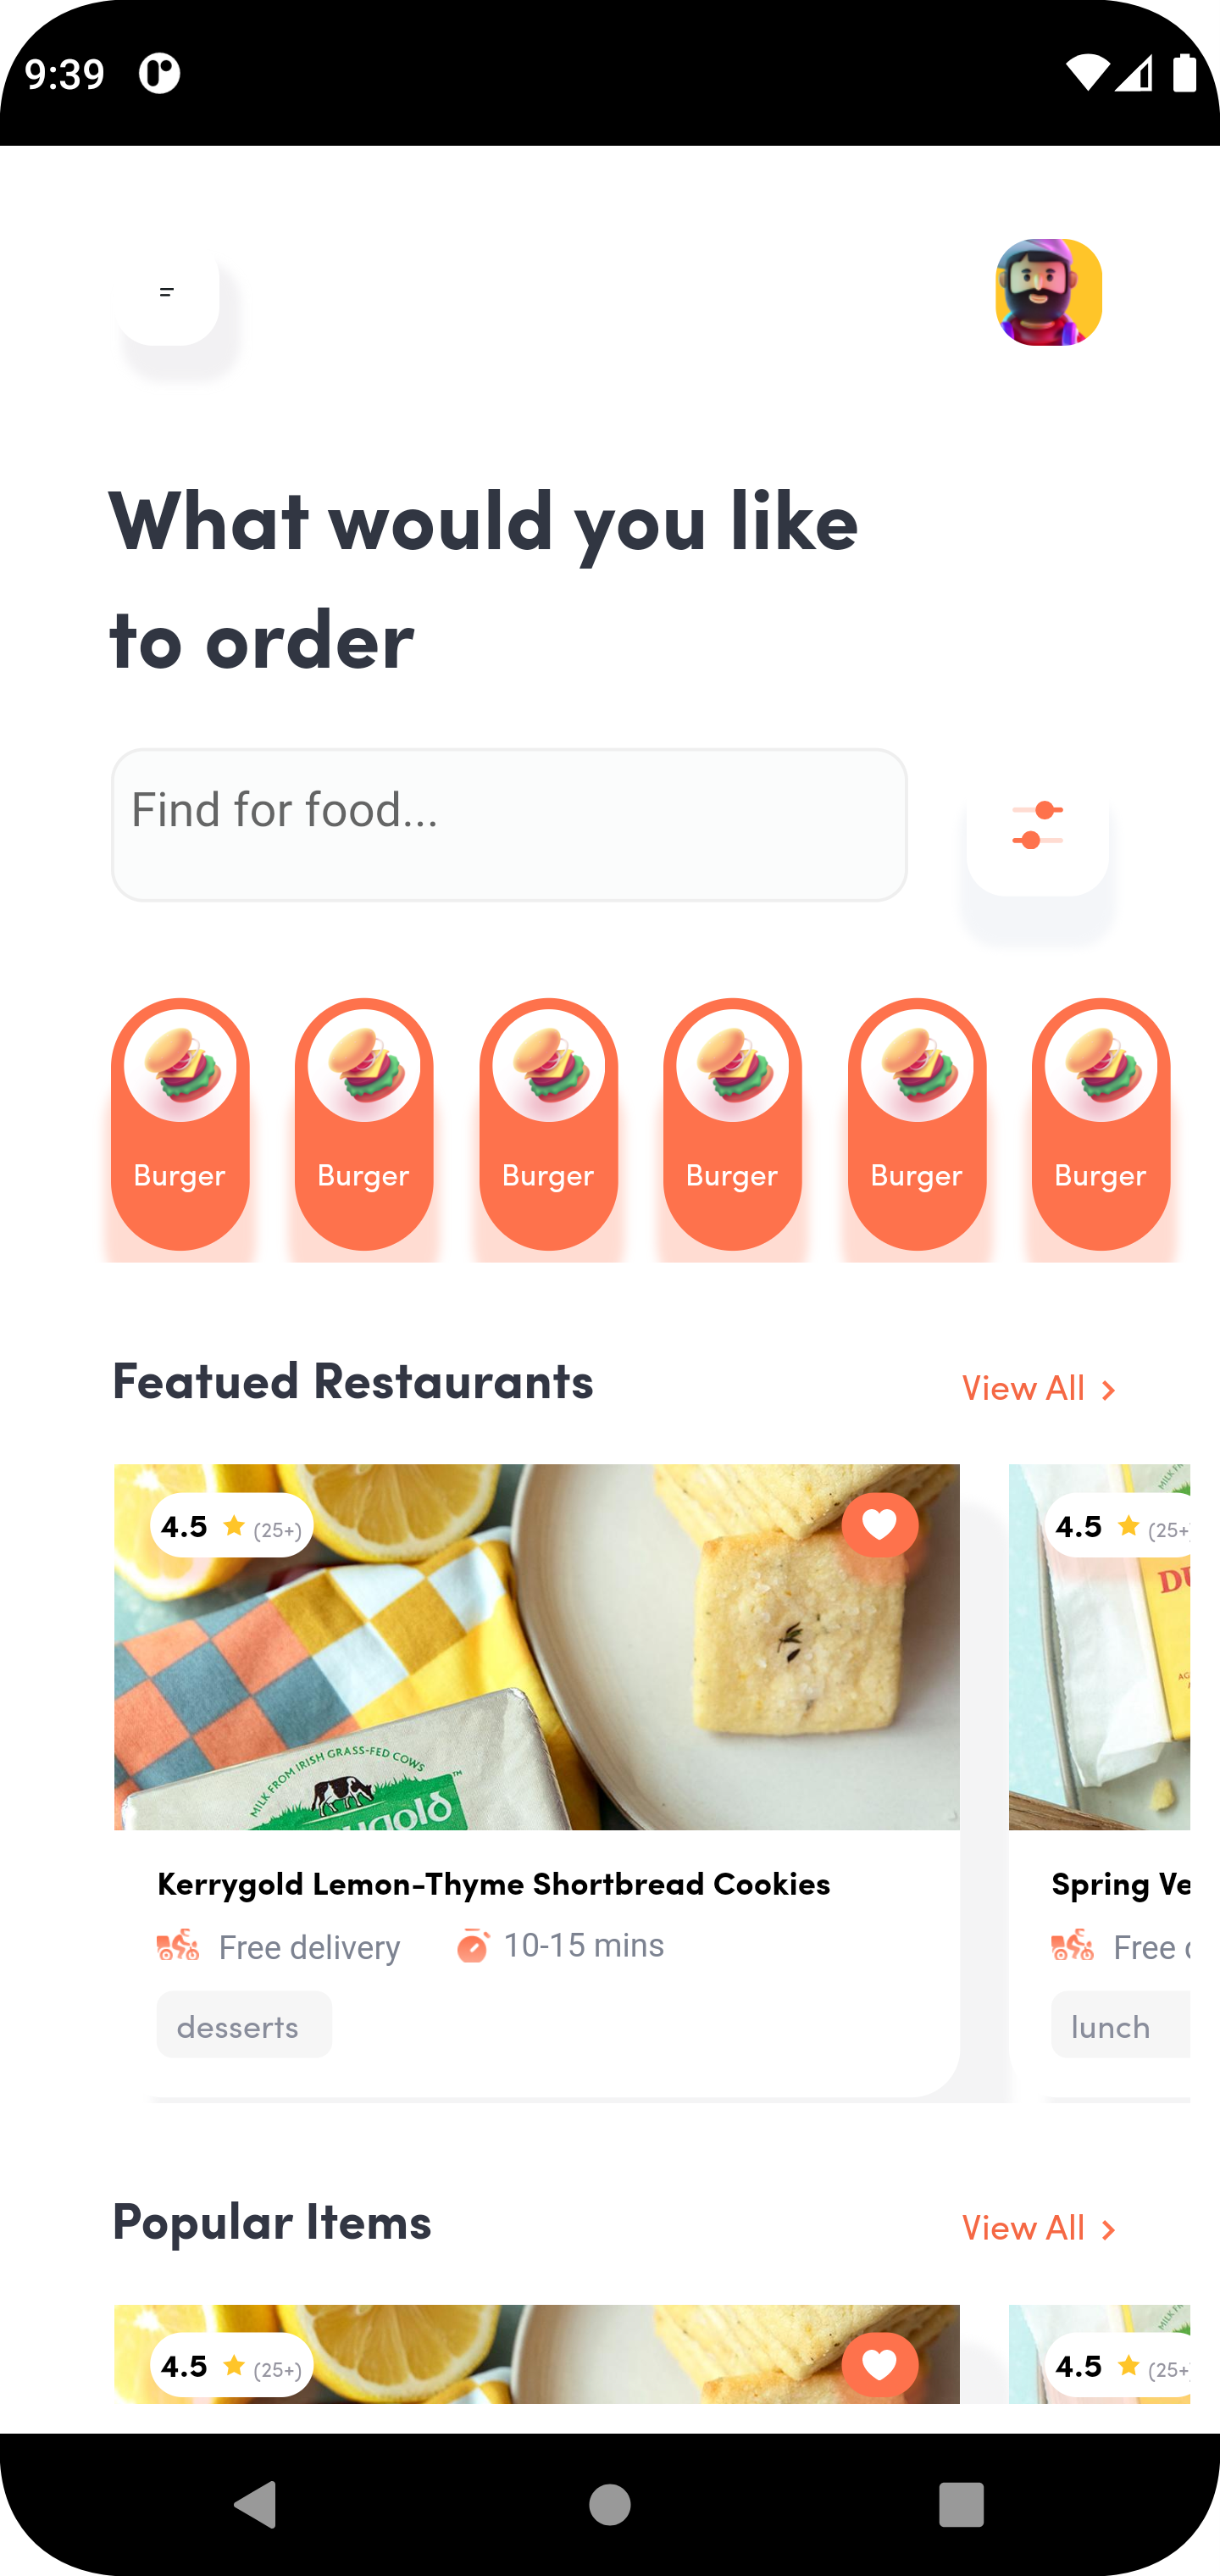 9:39
What would you like
to order
Find for food...
Burger Burger Burger Burger Burger Burger
Featued Restaurants View All
4.5 (25+) 4.5 (25+)
MILK FROM IRISH GRASS-FED COWS
Kerrygold Lemon-Thyme Shortbread Cookies Spring Ve
Free delivery 10-15 mins Free
desserts lunch
Popular Items View All
4.5 (25+) 4.5 (25+)